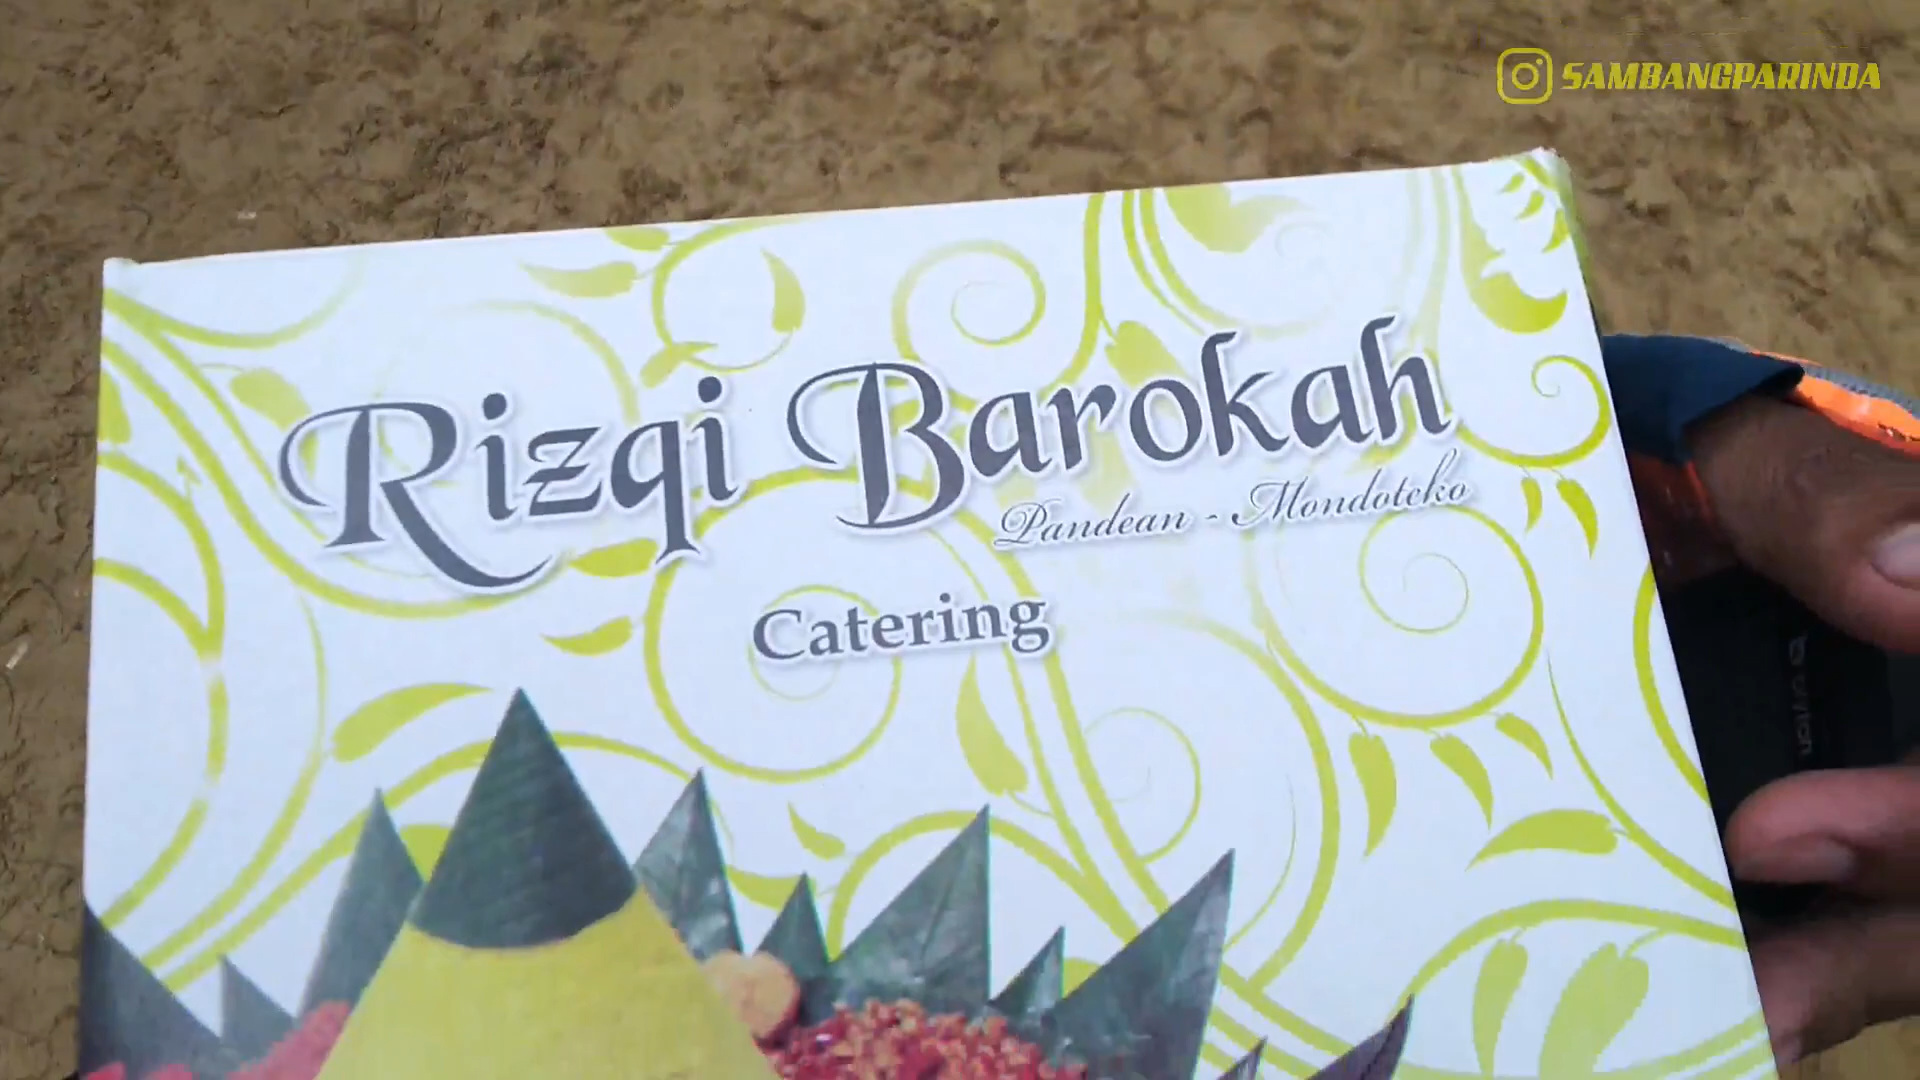 SAMBANGPARINDA
Rizqi Barokah
Pandean - Mondoteko
Catering